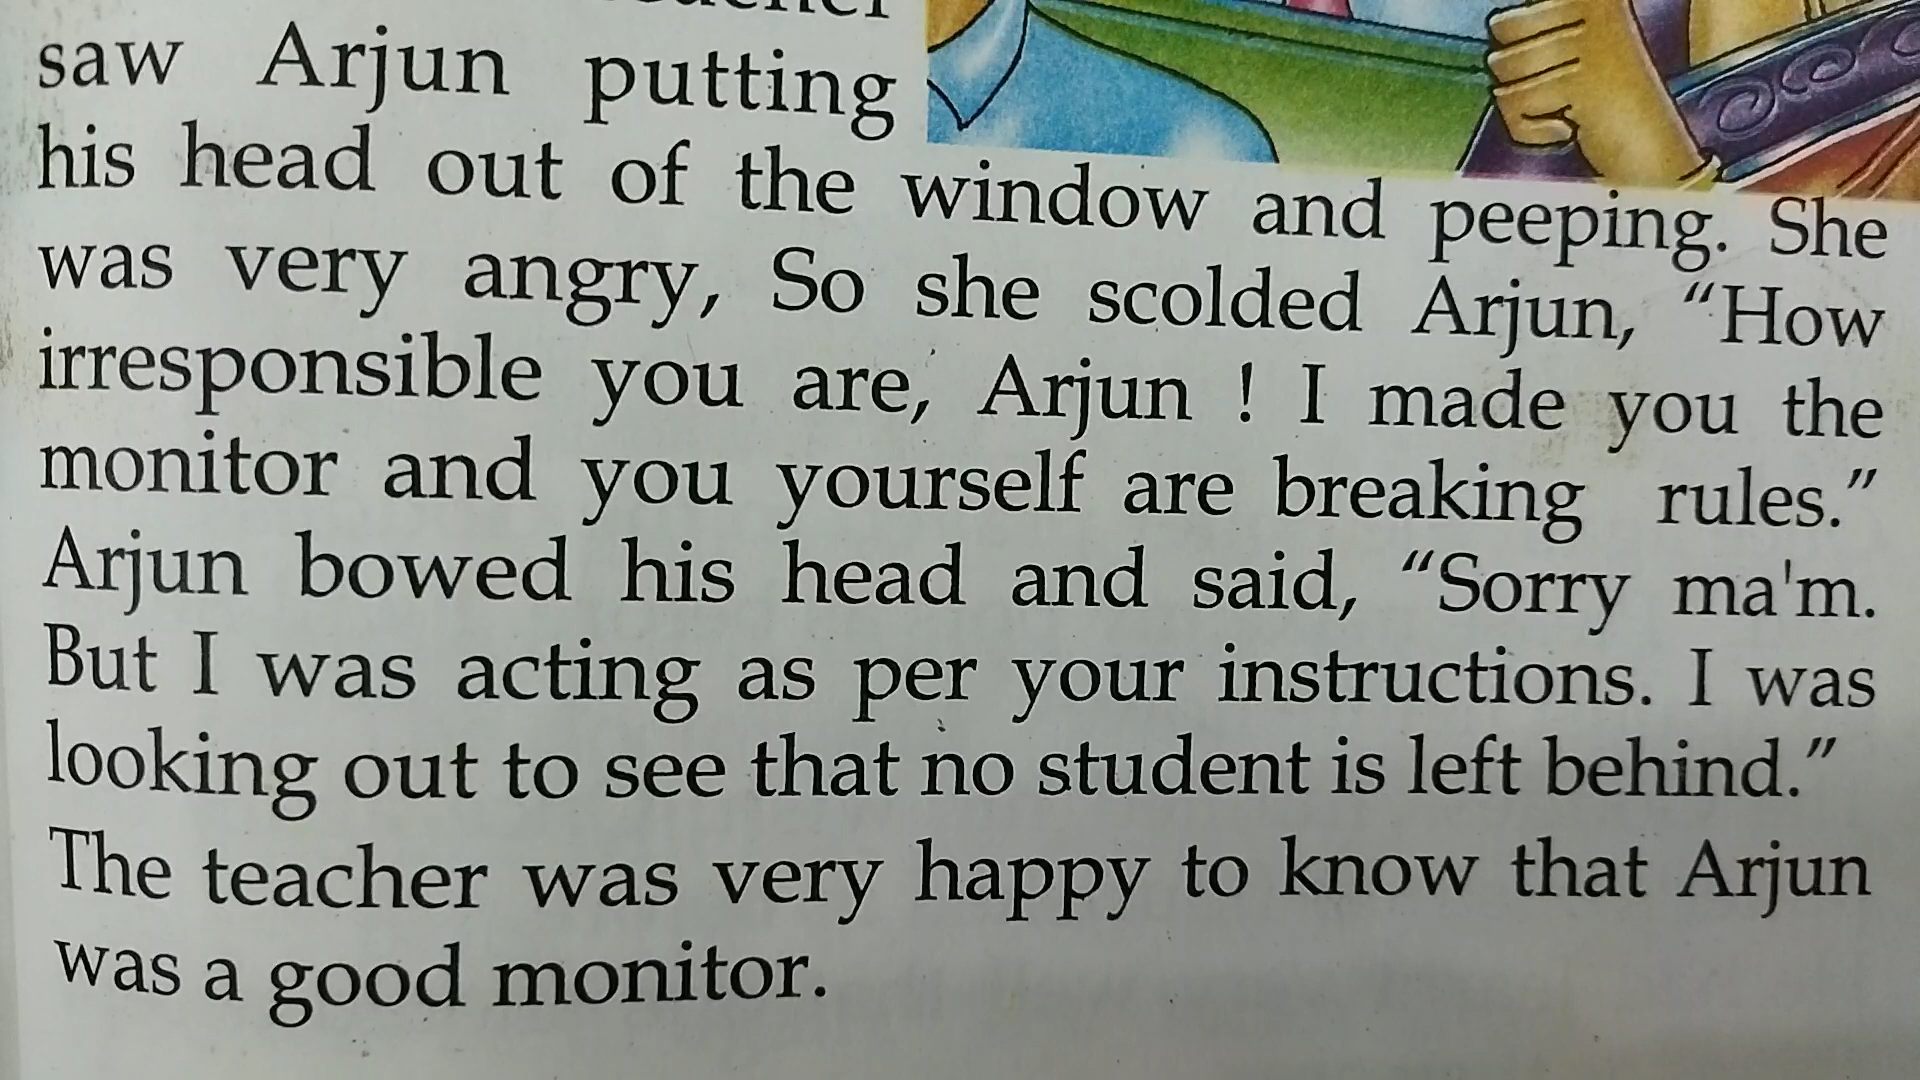 saw Arjun putting
his head out of the window and peeping. She
was very angry, So she scolded Arjun, “How
irresponsible you are, Arjun ! I made you the
monitor and you yourself are breaking rules.”
Arjun bowed his head and said, “Sorry ma'm.
But I was acting as per your instructions. I was
looking out to see that no student is left behind.”
The teacher was very happy to know that Arjun
was a good monitor.